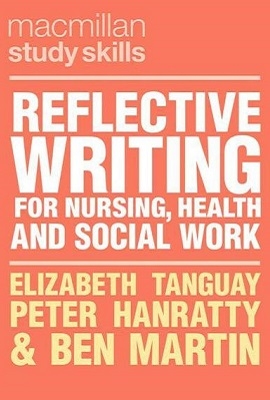 macmillan
study skills
REFLECTIVE
WRITING
FOR NURSING, HEALTH
AND SOCIAL WORK
ELIZABETH TANGUAY
PETER HANRATTY
& BEN MARTIN